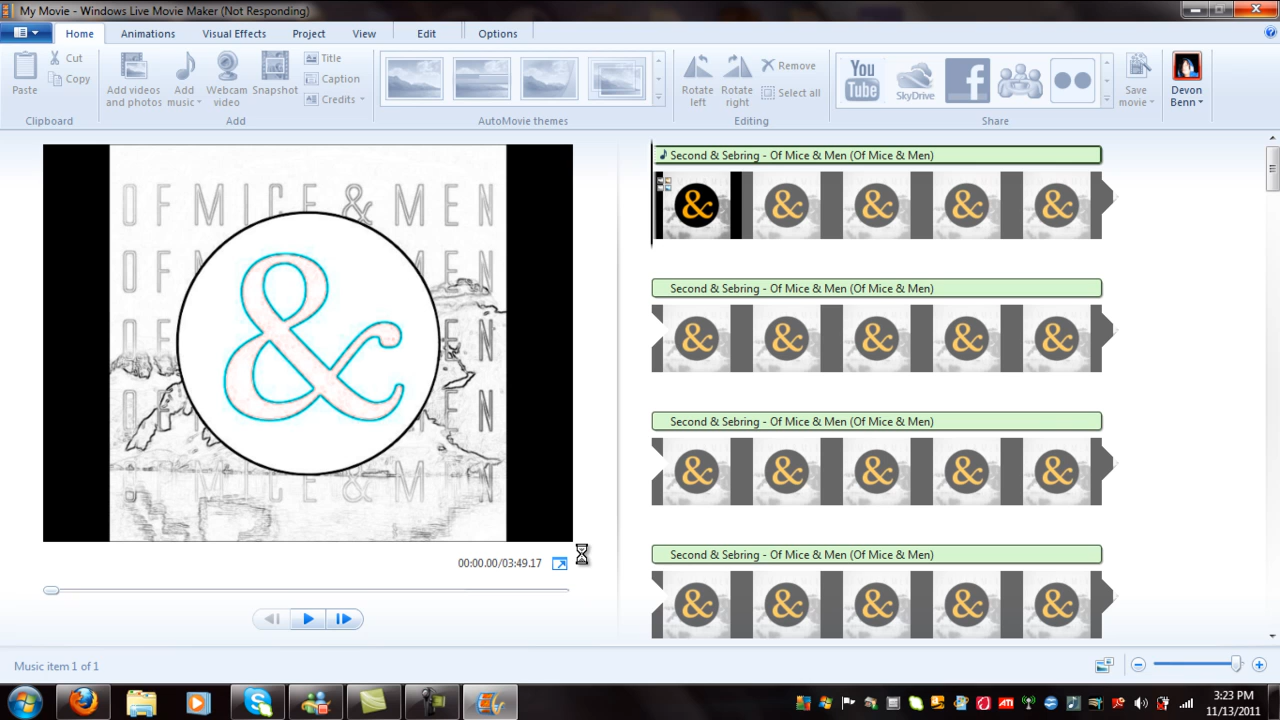 My Movie - Windows Live Movie Maker (Not Responding)
Home Animations Visual Effects Project View Edit Options
Paste
Cut
Copy
Clipboard
Add videos and photos
Add music
Webcam video
Snapshot
Title
Caption
Credits
Add
AutoMovie themes
Rotate left
Rotate right
Remove
Select all
Editing
You Tube
SkyDrive
f
Share
Save movie
Devon Benn
OF MICE & MEN
OF MEN
OF MEN
OF MEN
MICE & MEN
&
00:00.00/03:49.17
Second & Sebring - Of Mice & Men (Of Mice & Men)
& & & & &
Second & Sebring - Of Mice & Men (Of Mice & Men)
& & & & &
Second & Sebring - Of Mice & Men (Of Mice & Men)
& & & & &
Second & Sebring - Of Mice & Men (Of Mice & Men)
& & & & &
Music item 1 of 1
3:23 PM
11/13/2011